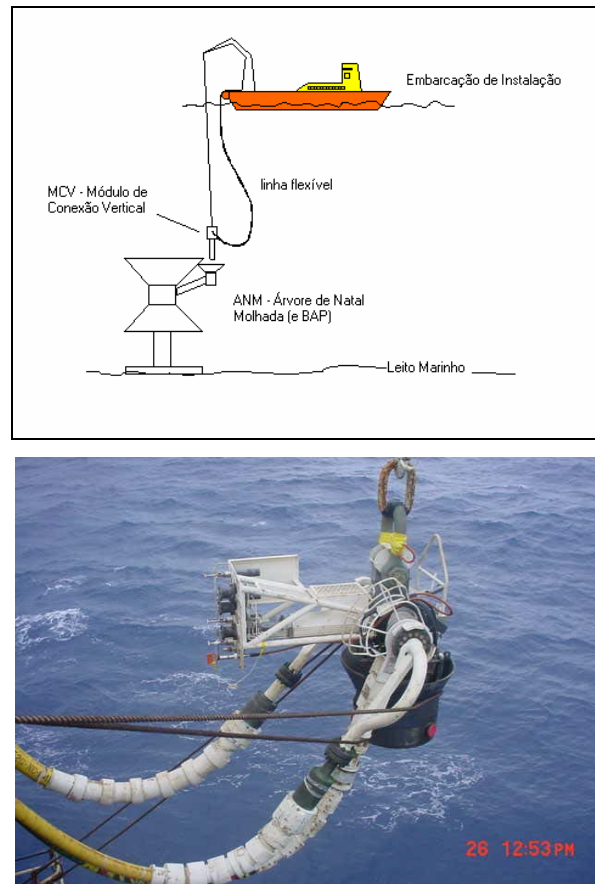 Embarcação de Instalação
linha flexível
MCV - Módulo de
Conexão Vertical
ANM - Árvore de Natal
Molhada (e BAP)
Leito Marinho
26 12:53PM